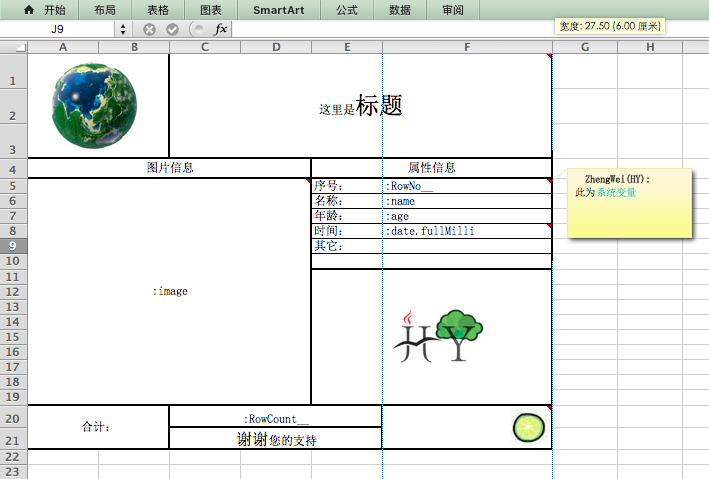 开始 布局 表格 图表 SmartArt 公式 数据 审阅
J9 fx 宽度: 27.50 (6.00 厘米)
A B C D E F G H
1
2 这里是标题
3
4 图片信息 属性信息
5 序号: :RowNo__
6 名称: :name
7 年龄: :age
8 时间: :date.fullMilli
9 其它:
10
11
12 :image
13
14
15
16
17
18
19
20 :RowCount__
合计:
21 谢谢您的支持
22
23
ZhengWei(HY):
此为系统变量
HY